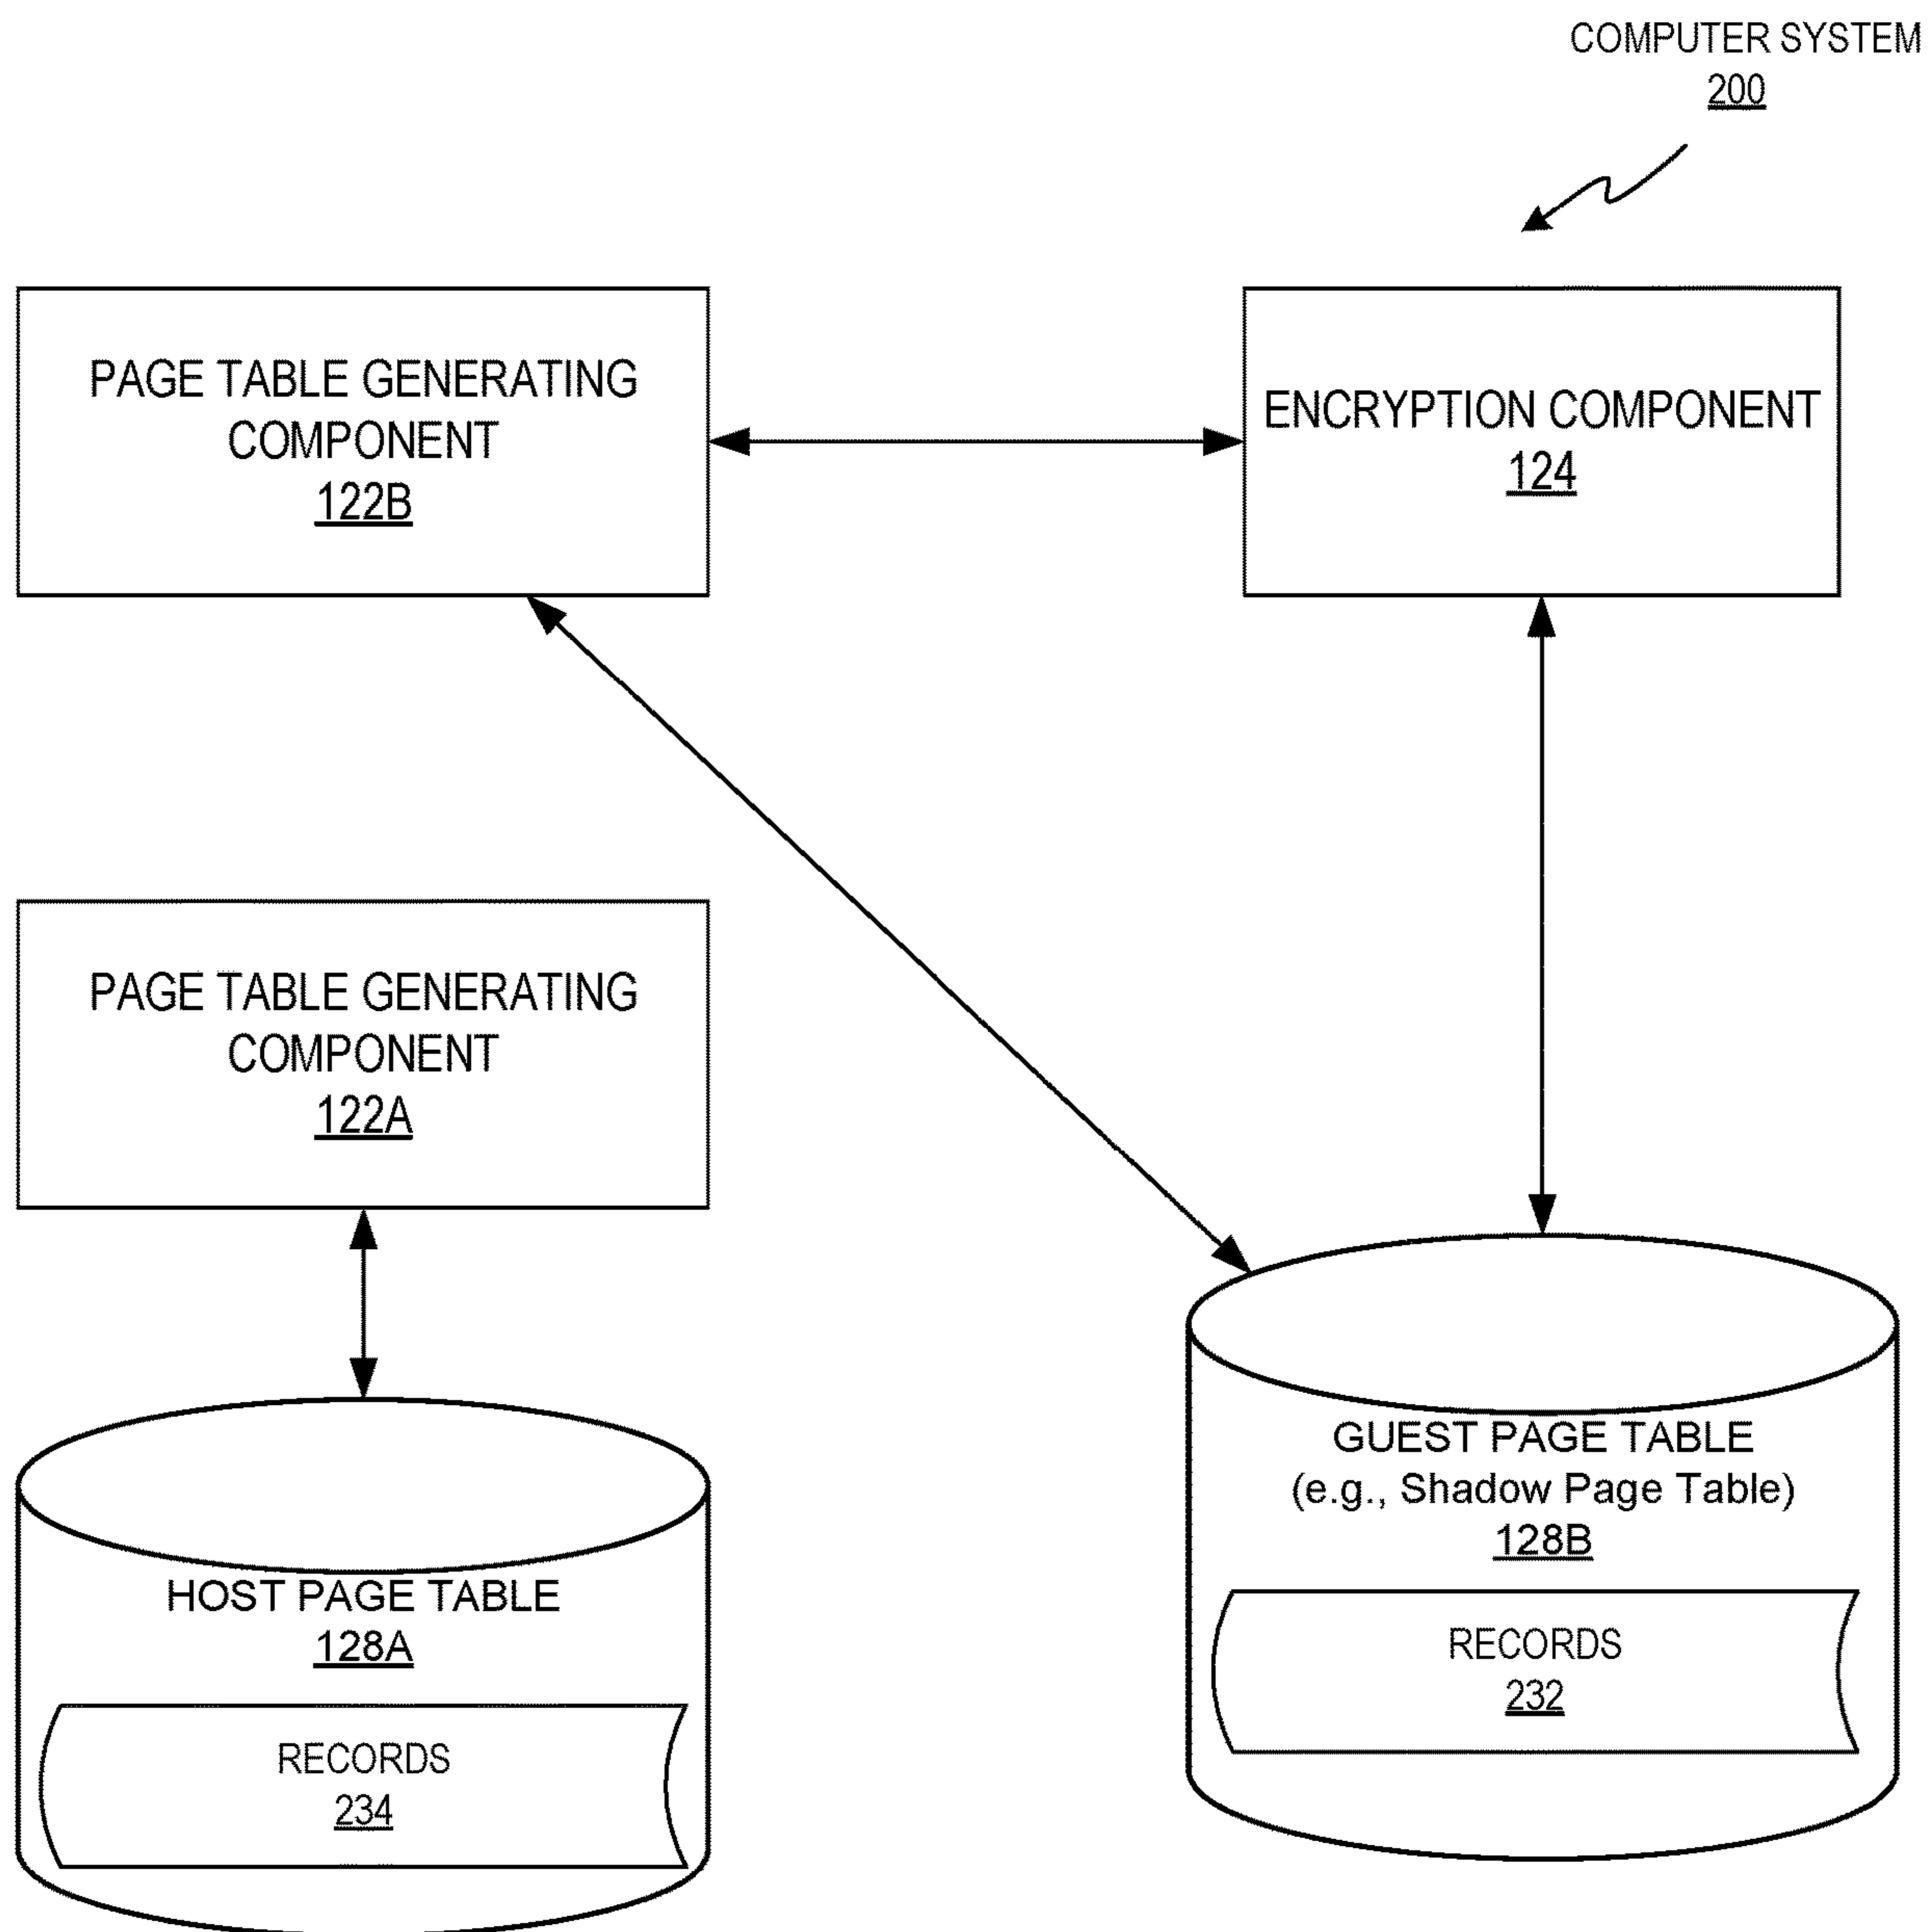 COMPUTER SYSTEM
200
PAGE TABLE GENERATING
COMPONENT
122B
ENCRYPTION COMPONENT
124
PAGE TABLE GENERATING
COMPONENT
122A
GUEST PAGE TABLE
(e.g., Shadow Page Table)
128B
RECORDS
232
HOST PAGE TABLE
128A
RECORDS
234